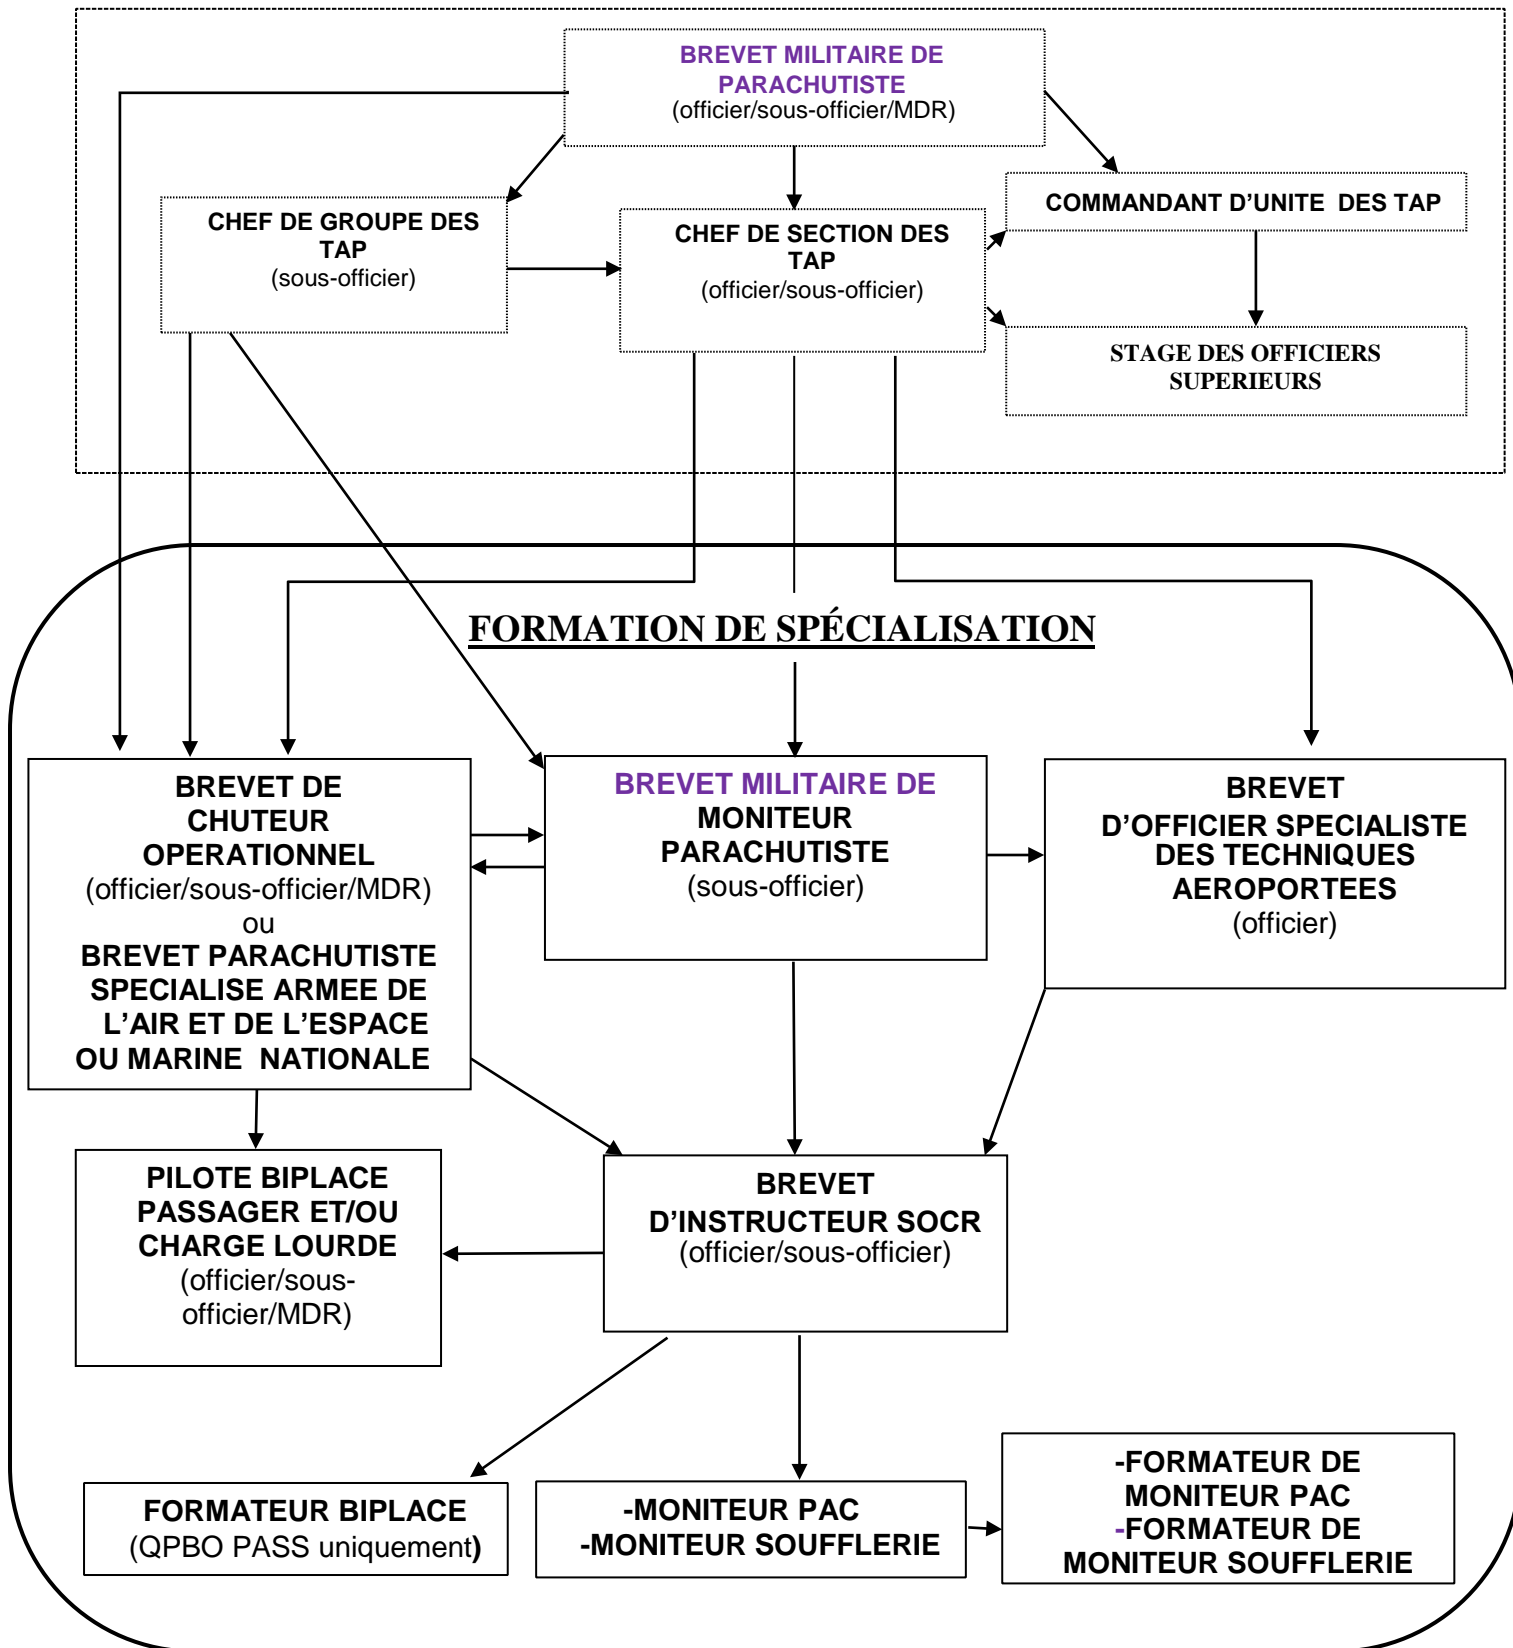 BREVET MILITAIRE DE
PARACHUTISTE
(officier/sous-officier/MDR)
CHEF DE GROUPE DES
TAP
(sous-officier)
CHEF DE SECTION DES
TAP
(officier/sous-officier)
COMMANDANT D’UNITE DES TAP
STAGE DES OFFICIERS
SUPERIEURS
FORMATION DE SPÉCIALISATION
BREVET DE
CHUTEUR
OPERATIONNEL
(officier/sous-officier/MDR)
ou
BREVET PARACHUTISTE
SPECIALISE ARMEE DE
L’AIR ET DE L’ESPACE
OU MARINE NATIONALE
BREVET MILITAIRE DE
MONITEUR
PARACHUTISTE
(sous-officier)
BREVET
D’OFFICIER SPECIALISTE
DES TECHNIQUES
AEROPORTEES
(officier)
PILOTE BIPLACE
PASSAGER ET/OU
CHARGE LOURDE
(officier/sous-
officier/MDR)
BREVET
D’INSTRUCTEUR SOCR
(officier/sous-officier)
FORMATEUR BIPLACE
(QPBO PASS uniquement)
-MONITEUR PAC
-MONITEUR SOUFFLERIE
-FORMATEUR DE
MONITEUR PAC
-FORMATEUR DE
MONITEUR SOUFFLERIE